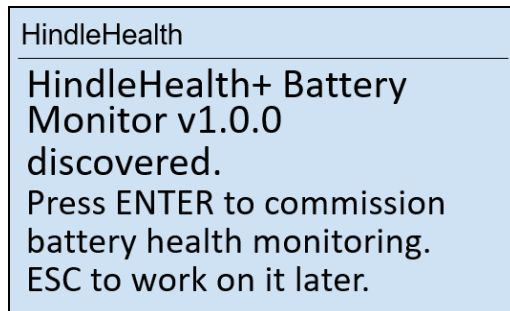 HindleHealth
HindleHealth+ Battery
Monitor v1.0.0
discovered.
Press ENTER to commission
battery health monitoring.
ESC to work on it later.